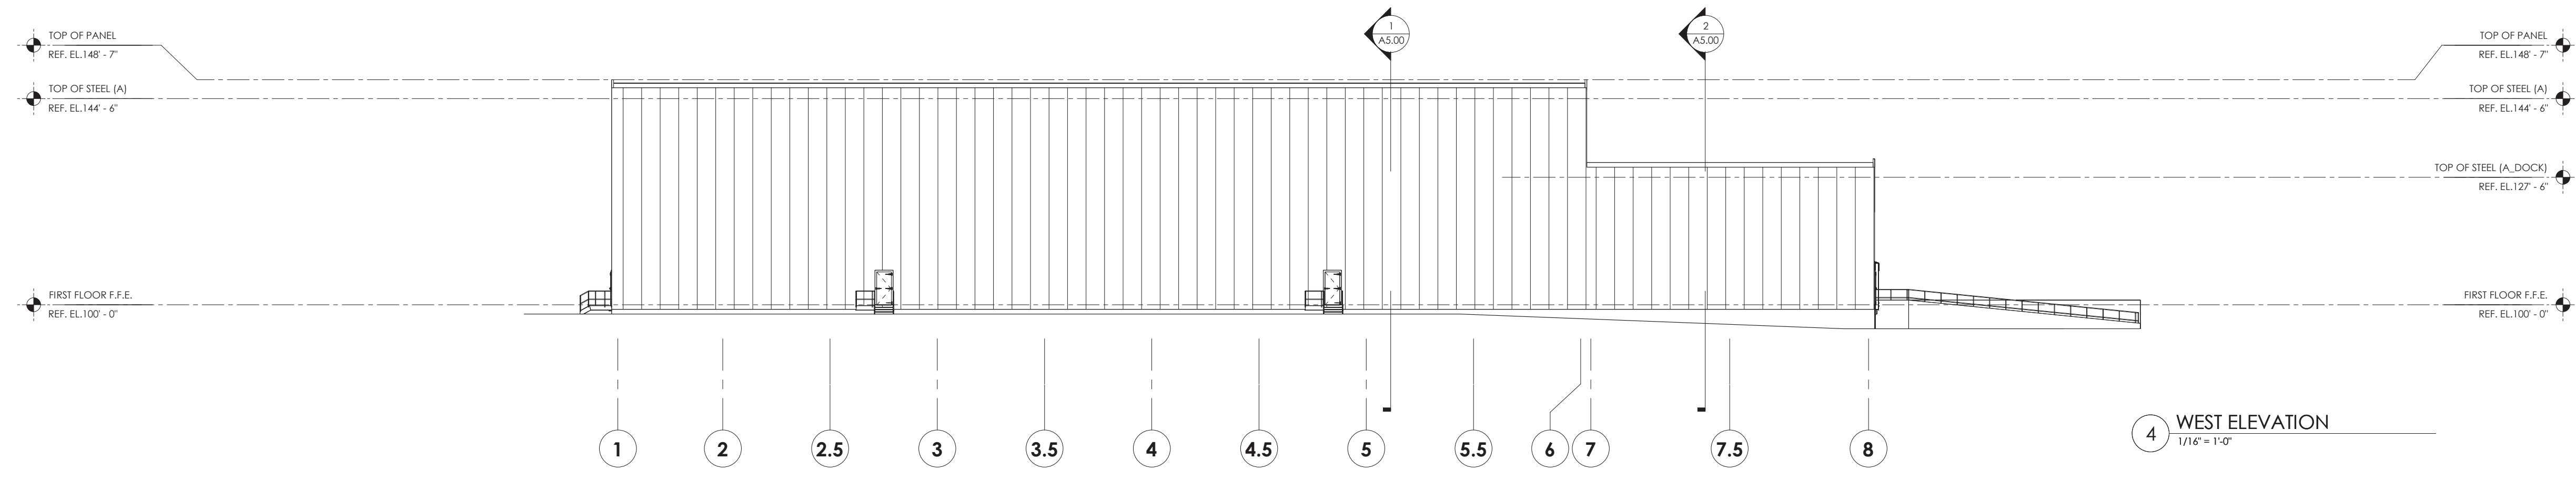 1
A5.00
2
A5.00
TOP OF PANEL
REF. EL.148' - 7"
TOP OF PANEL
REF. EL.148' - 7"
TOP OF STEEL (A)
REF. EL.144' - 6"
TOP OF STEEL (A)
REF. EL.144' - 6"
TOP OF STEEL (A_DOCK)
REF. EL.127' - 6"
FIRST FLOOR F.F.E.
REF. EL.100' - 0"
FIRST FLOOR F.F.E.
REF. EL.100' - 0"
1
2
2.5
3
3.5
4
4.5
5
5.5
6
7
7.5
8
4
WEST ELEVATION
1/16" = 1'-0"